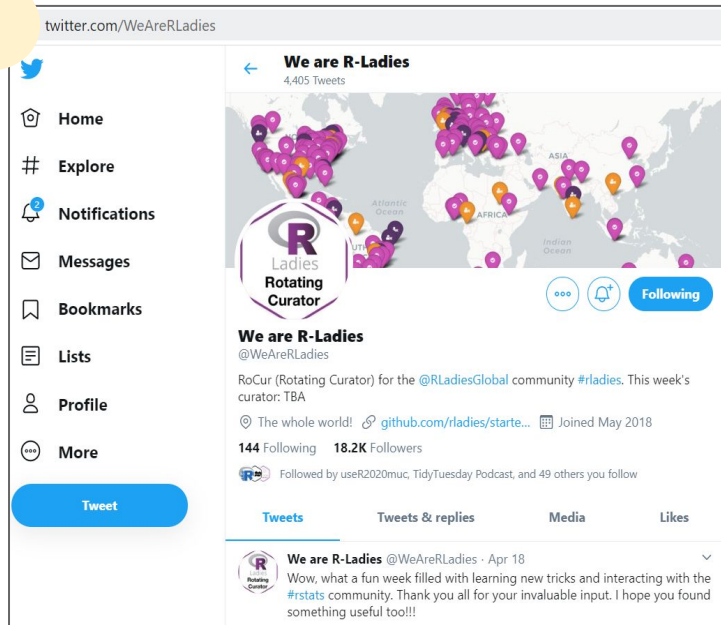 twitter.com/WeAreRLadies
We are R-Ladies
4,405 Tweets
Home
Explore
2
Notifications
Messages
Bookmarks
Lists
Profile
More
Tweet
Atlantic
Ocean
AFRICA
ASIA
Indian
Ocean
R
Ladies
Rotating
Curator
Following
We are R-Ladies
@WeAreRLadies
RoCur (Rotating Curator) for the @RLadiesGlobal community #rladies. This week's
curator: TBA
The whole world! github.com/rladies/starte... Joined May 2018
144 Following 18.2K Followers
Followed by useR2020muc, TidyTuesday Podcast, and 49 others you follow
Tweets Tweets & replies Media Likes
We are R-Ladies @WeAreRLadies · Apr 18
Wow, what a fun week filled with learning new tricks and interacting with the
#rstats community. Thank you all for your invaluable input. I hope you found
something useful too!!!
R
Ladies
Rotating
Curator